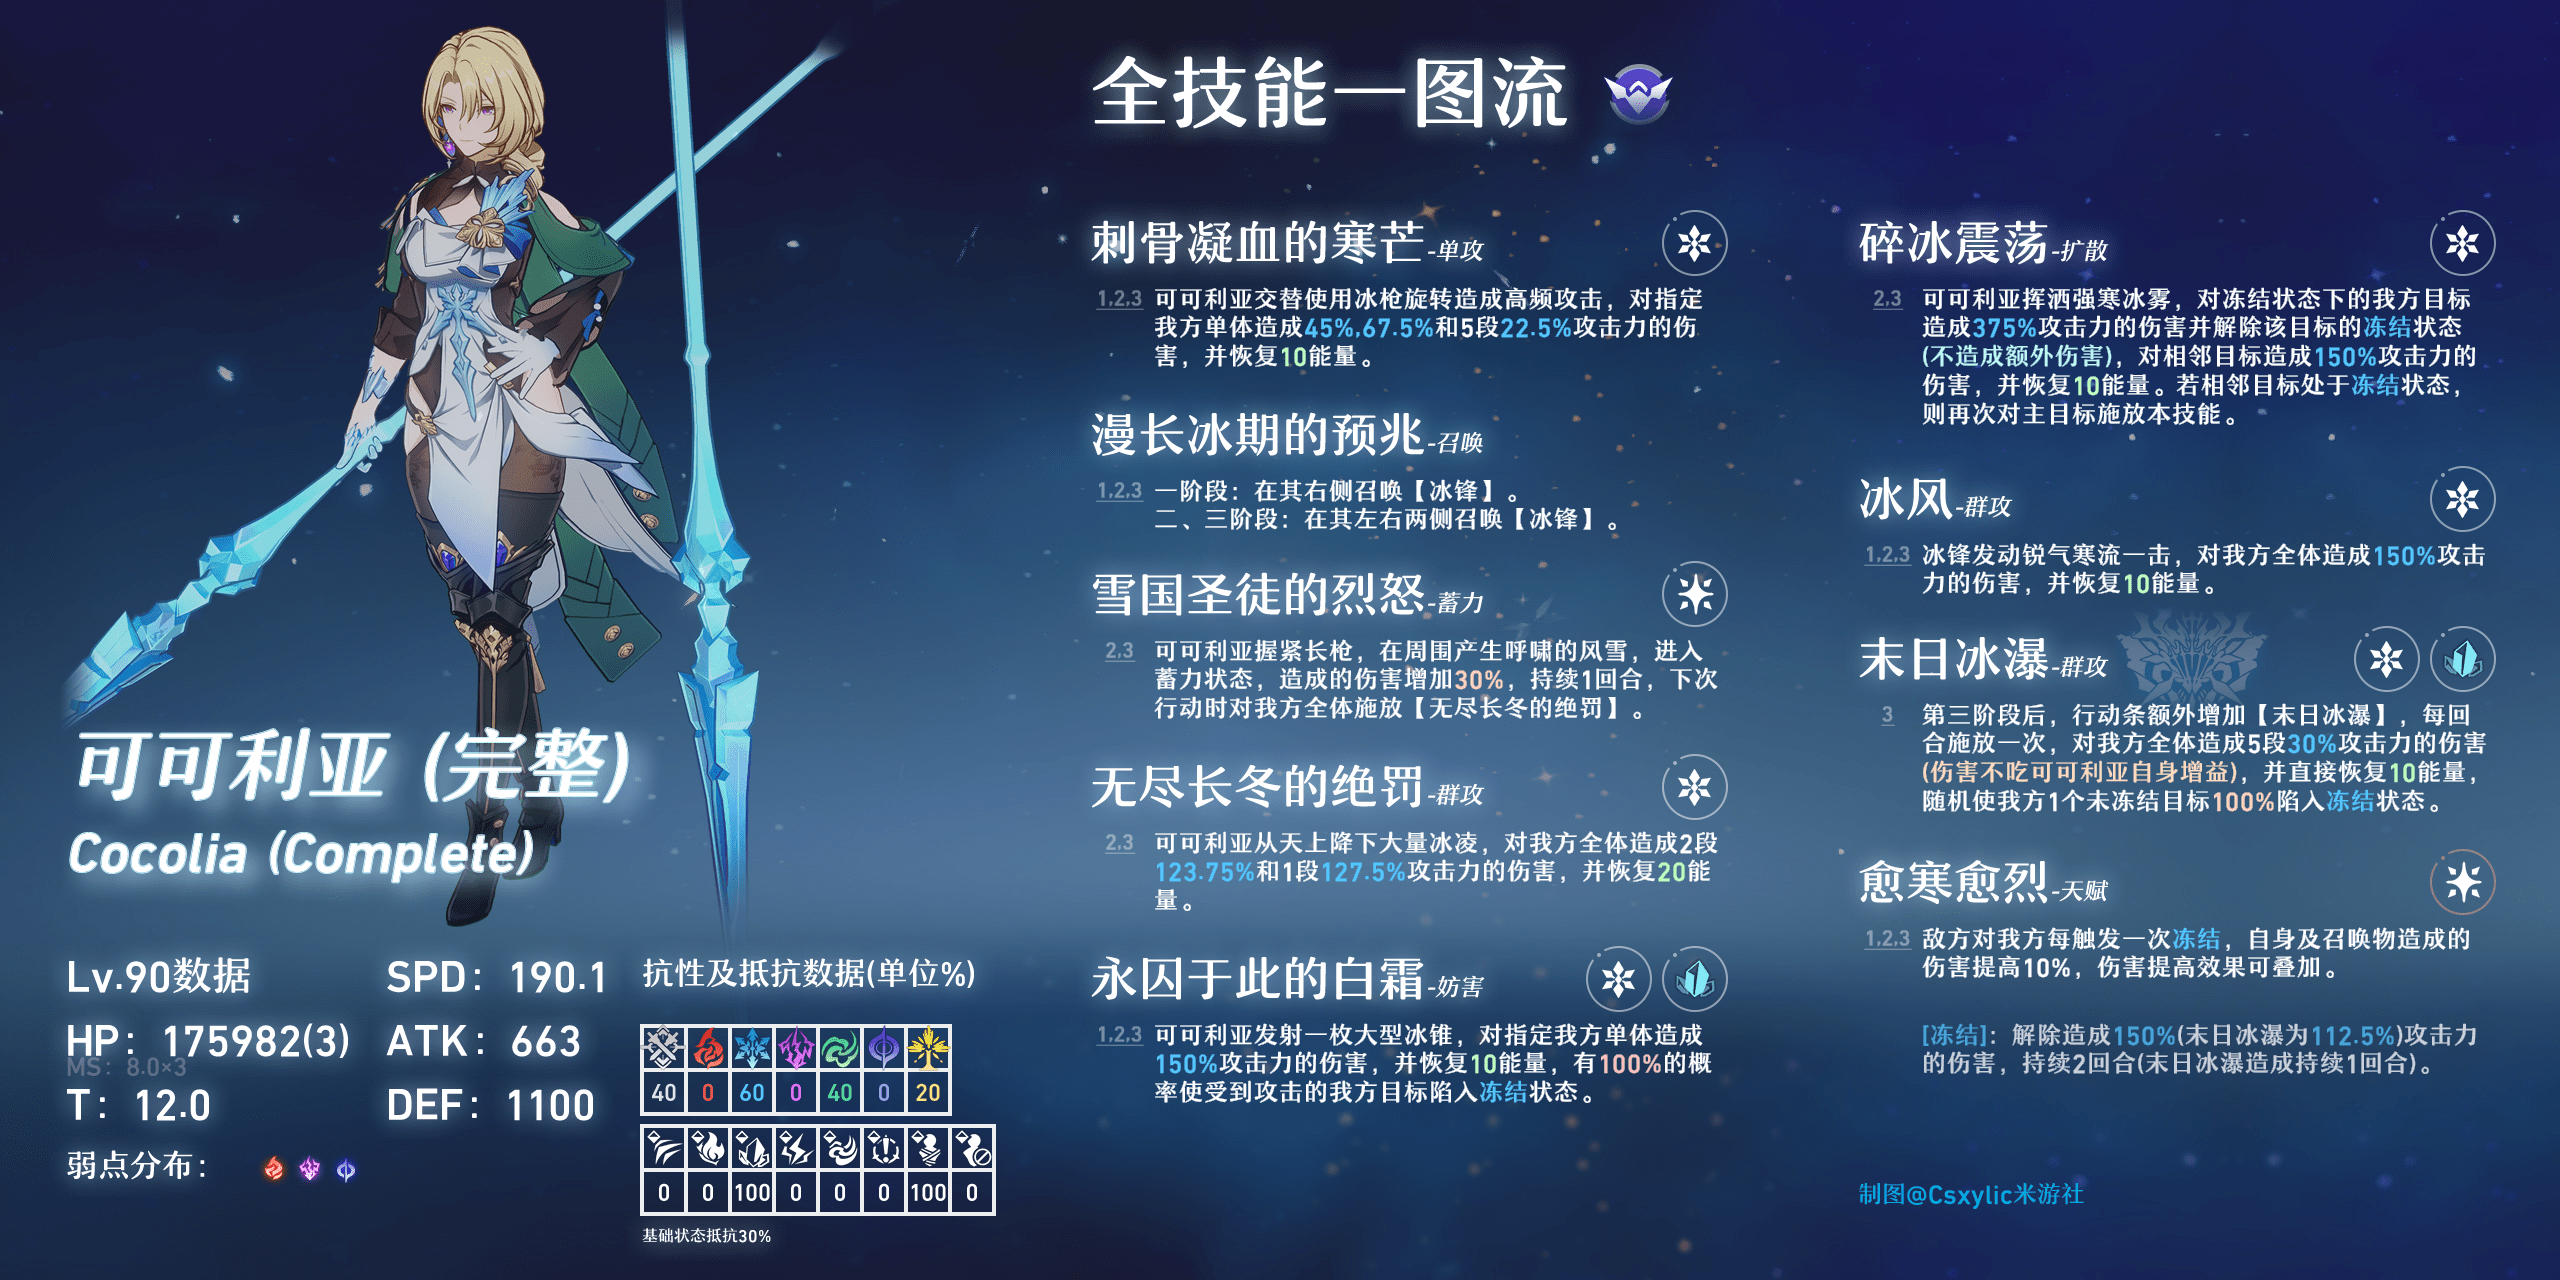 全技能一图流
可可利亚 (完整)
Cocolia (Complete)
Lv.90数据
SPD：190.1
HP：175982(3)
ATK：663
MS：8.0×3
T：12.0
DEF：1100
弱点分布：
抗性及抵抗数据(单位%)
40 0 60 0 40 0 20
0 0 100 0 0 0 100 0
基础状态抵抗30%
刺骨凝血的寒芒-单攻
1,2,3 可可利亚交替使用冰枪旋转造成高频攻击，对指定
我方单体造成45%,67.5%和5段22.5%攻击力的伤
害，并恢复10能量。
漫长冰期的预兆-召唤
1,2,3 一阶段：在其右侧召唤【冰锋】。
二、三阶段：在其左右两侧召唤【冰锋】。
雪国圣徒的烈怒-蓄力
2,3 可可利亚握紧长枪，在周围产生呼啸的风雪，进入
蓄力状态，造成的伤害增加30%，持续1回合，下次
行动时对我方全体施放【无尽长冬的绝罚】。
无尽长冬的绝罚-群攻
2,3 可可利亚从天上降下大量冰凌，对我方全体造成2段
123.75%和1段127.5%攻击力的伤害，并恢复20能
量。
永囚于此的白霜-妨害
1,2,3 可可利亚发射一枚大型冰锥，对指定我方单体造成
150%攻击力的伤害，并恢复10能量，有100%的概
率使受到攻击的我方目标陷入冻结状态。
碎冰震荡-扩散
2,3 可可利亚挥洒强寒冰雾，对冻结状态下的我方目标
造成375%攻击力的伤害并解除该目标的冻结状态
(不造成额外伤害)，对相邻目标造成150%攻击力的
伤害，并恢复10能量。若相邻目标处于冻结状态，
则再次对主目标施放本技能。
冰风-群攻
1,2,3 冰锋发动锐气寒流一击，对我方全体造成150%攻击
力的伤害，并恢复10能量。
末日冰瀑-群攻
3 第三阶段后，行动条额外增加【末日冰瀑】，每回
合施放一次，对我方全体造成5段30%攻击力的伤害
(伤害不吃可可利亚自身增益)，并直接恢复10能量，
随机使我方1个未冻结目标100%陷入冻结状态。
愈寒愈烈-天赋
1,2,3 敌方对我方每触发一次冻结，自身及召唤物造成的
伤害提高10%，伤害提高效果可叠加。
[冻结]：解除造成150%(末日冰瀑为112.5%)攻击力
的伤害，持续2回合(末日冰瀑造成持续1回合)。
制图@Csxylic米游社